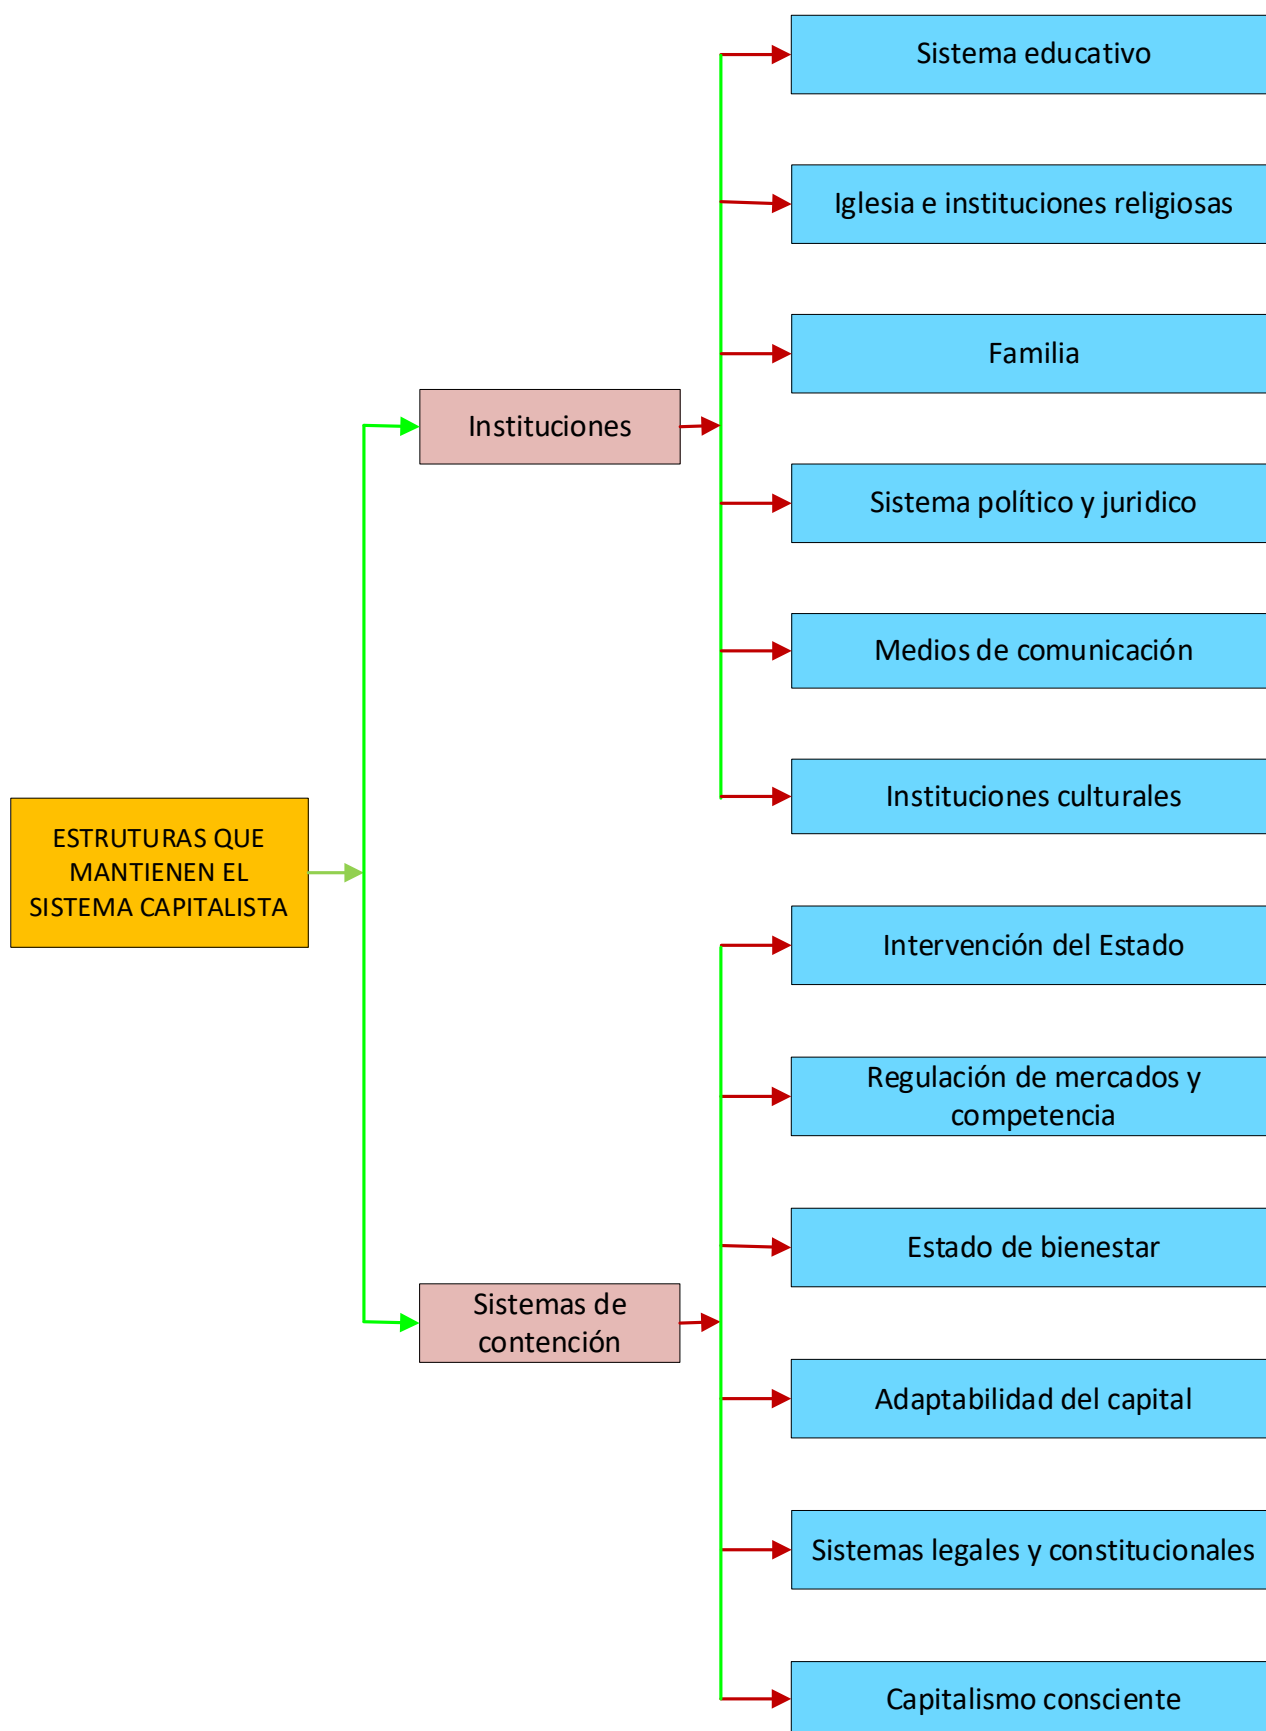 Sistema educativo
Iglesia e instituciones religiosas
Familia
Instituciones
Sistema político y juridico
Medios de comunicación
Instituciones culturales
ESTRUTURAS QUE
MANTIENEN EL
SISTEMA CAPITALISTA
Intervención del Estado
Regulación de mercados y
competencia
Estado de bienestar
Sistemas de
contención
Adaptabilidad del capital
Sistemas legales y constitucionales
Capitalismo consciente